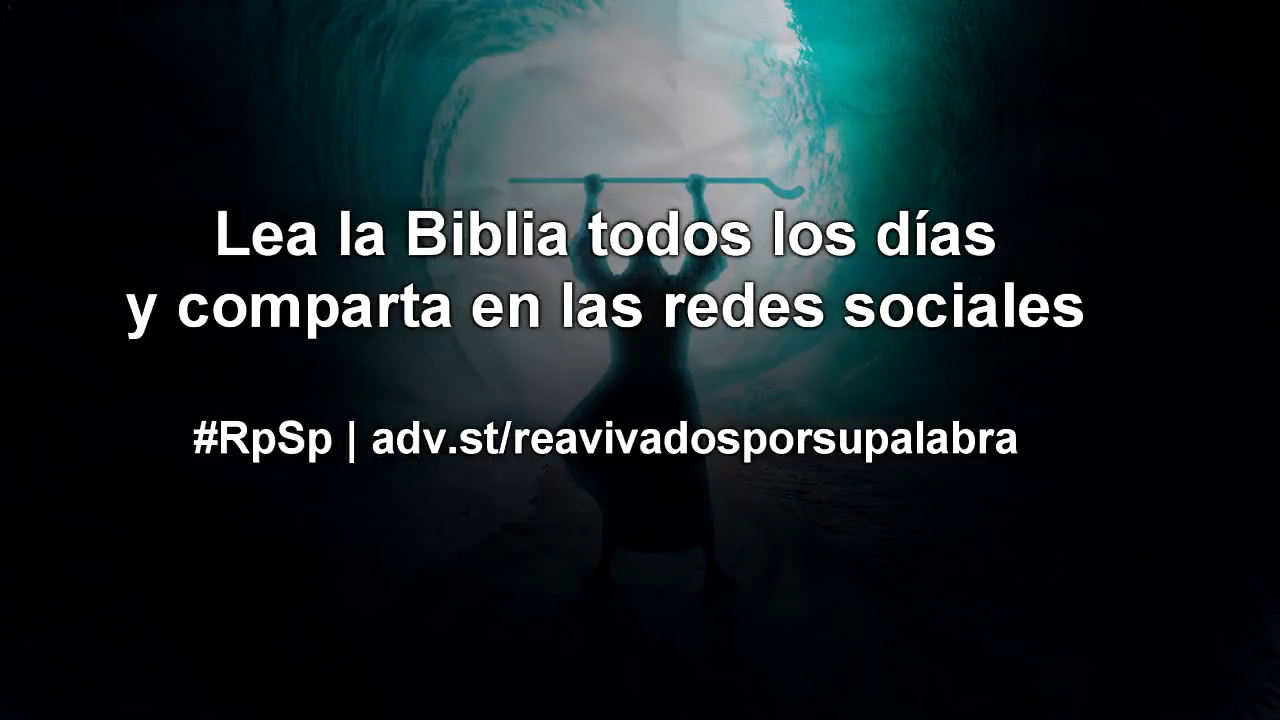 Lea la Biblia todos los días
y comparta en las redes sociales
#RpSp | adv.st/reavivadosporsupalabra